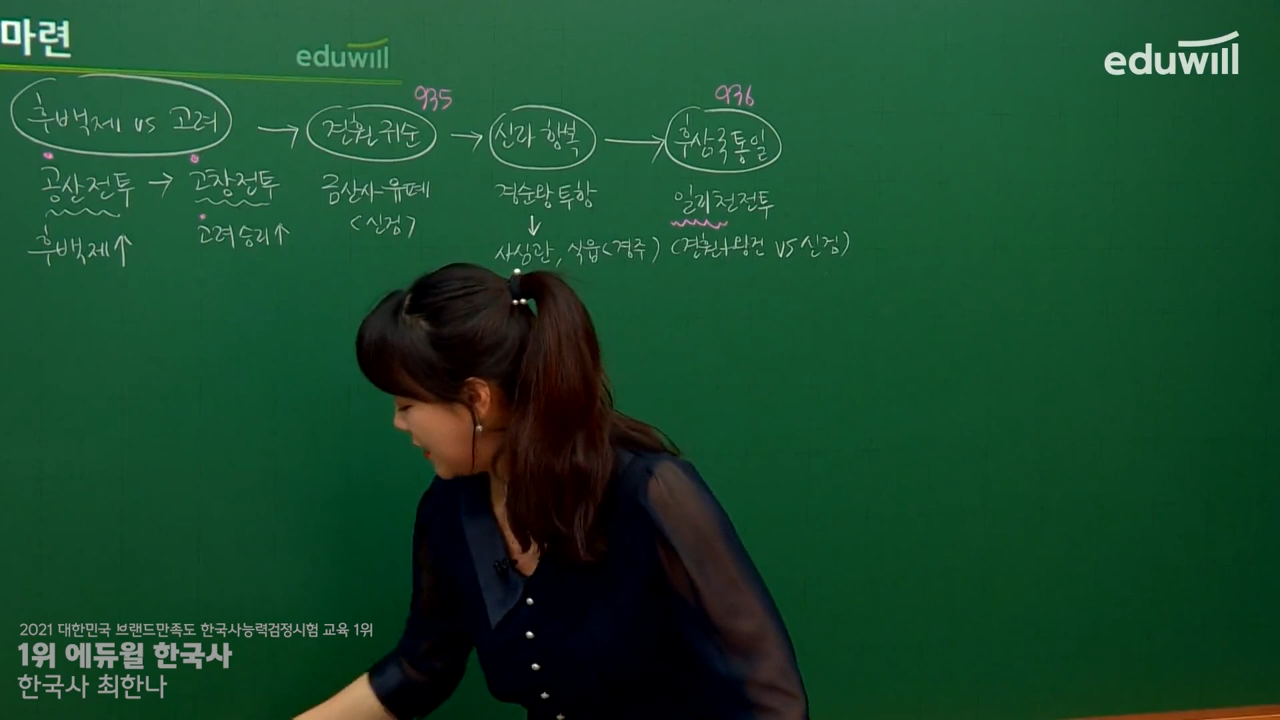 마련
eduwill
eduwill
935
936
후백제 vs 고려 → 견훤 귀순 → 신라 항복 → 후삼국 통일
공산전투 → 고창전투
금산사 유폐
경순왕 투항
일리천전투
후백제↑
고려 승리↑
(신검)
↓
사심관, 식읍(경주)
(견훤+왕건 vs 신검)
2021 대한민국 브랜드만족도 한국사능력검정시험 교육 1위
1위 에듀윌 한국사
한국사 최한나